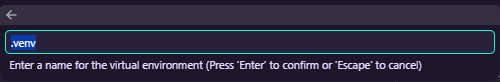 .venv
Enter a name for the virtual environment (Press 'Enter' to confirm or 'Escape' to cancel)